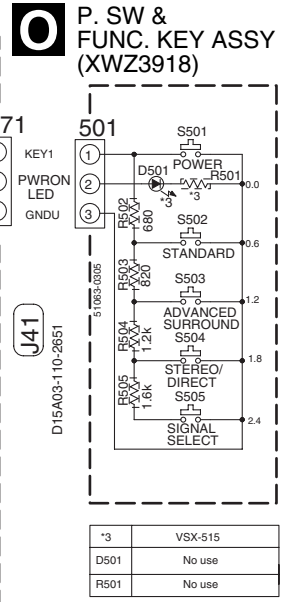 O
P. SW &
FUNC. KEY ASSY
(XWZ3918)
71
501
KEY1
PWRON
LED
GNDU
1
2
3
S501
POWER
D501
R501
*3
*3
0.0
R502
680
S502
STANDARD
0.6
51063-0305
R503
820
S503
ADVANCED
SURROUND
1.2
J41
D15A03-110-2651
R504
1.2k
S504
STEREO/
DIRECT
1.8
R505
1.6k
S505
SIGNAL
SELECT
2.4
*3 VSX-515
D501 No use
R501 No use